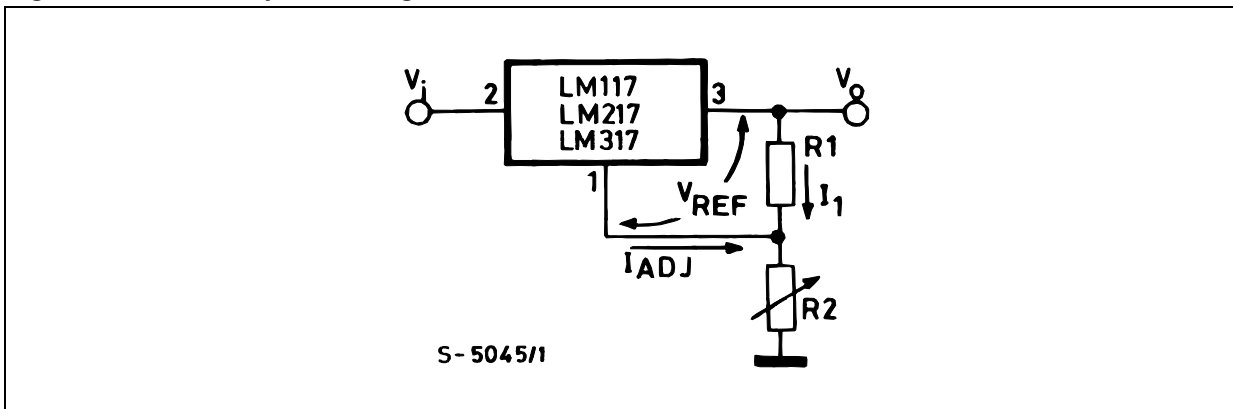 Vi
2
LM117
LM217
LM317
3
VO
1
VREF
R1
I1
IADJ
R2
S-5045/1